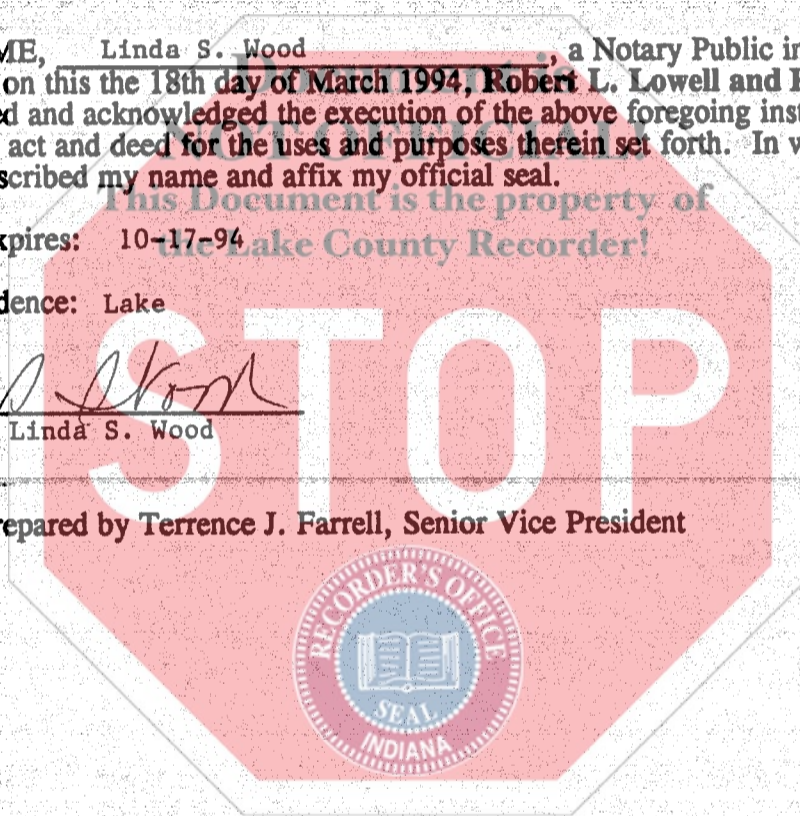 ME, Linda S. Wood, a Notary Public in
on this the 18th day of March 1994, Robert L. Lowell and
d and acknowledged the execution of the above foregoing inst
act and deed for the uses and purposes therein set forth. In w
scribed my name and affix my official seal.
xpires: 10-17-94
dence: Lake
Linda S. Wood
repared by Terrence J. Farrell, Senior Vice President
Document is
NOT OFFICIAL!
This Document is the property of
the Lake County Recorder!
STOP
RECORDER'S OFFICE
SEAL
INDIANA